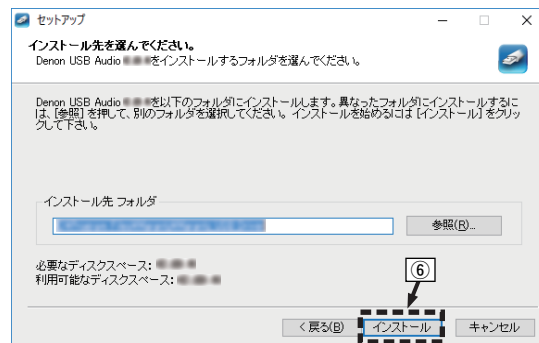 セットアップ
インストール先を選んでください。
Denon USB Audio をインストールするフォルダを選んでください。
Denon USB Audio を以下のフォルダにインストールします。異なったフォルダにインストールするに
は、[参照] を押して、別のフォルダを選択してください。 インストールを始めるには [インストール] をクリッ
クして下さい。
インストール先 フォルダ
参照(R)...
必要なディスクスペース:
利用可能なディスクスペース:
⑥
< 戻る(B)
インストール
キャンセル